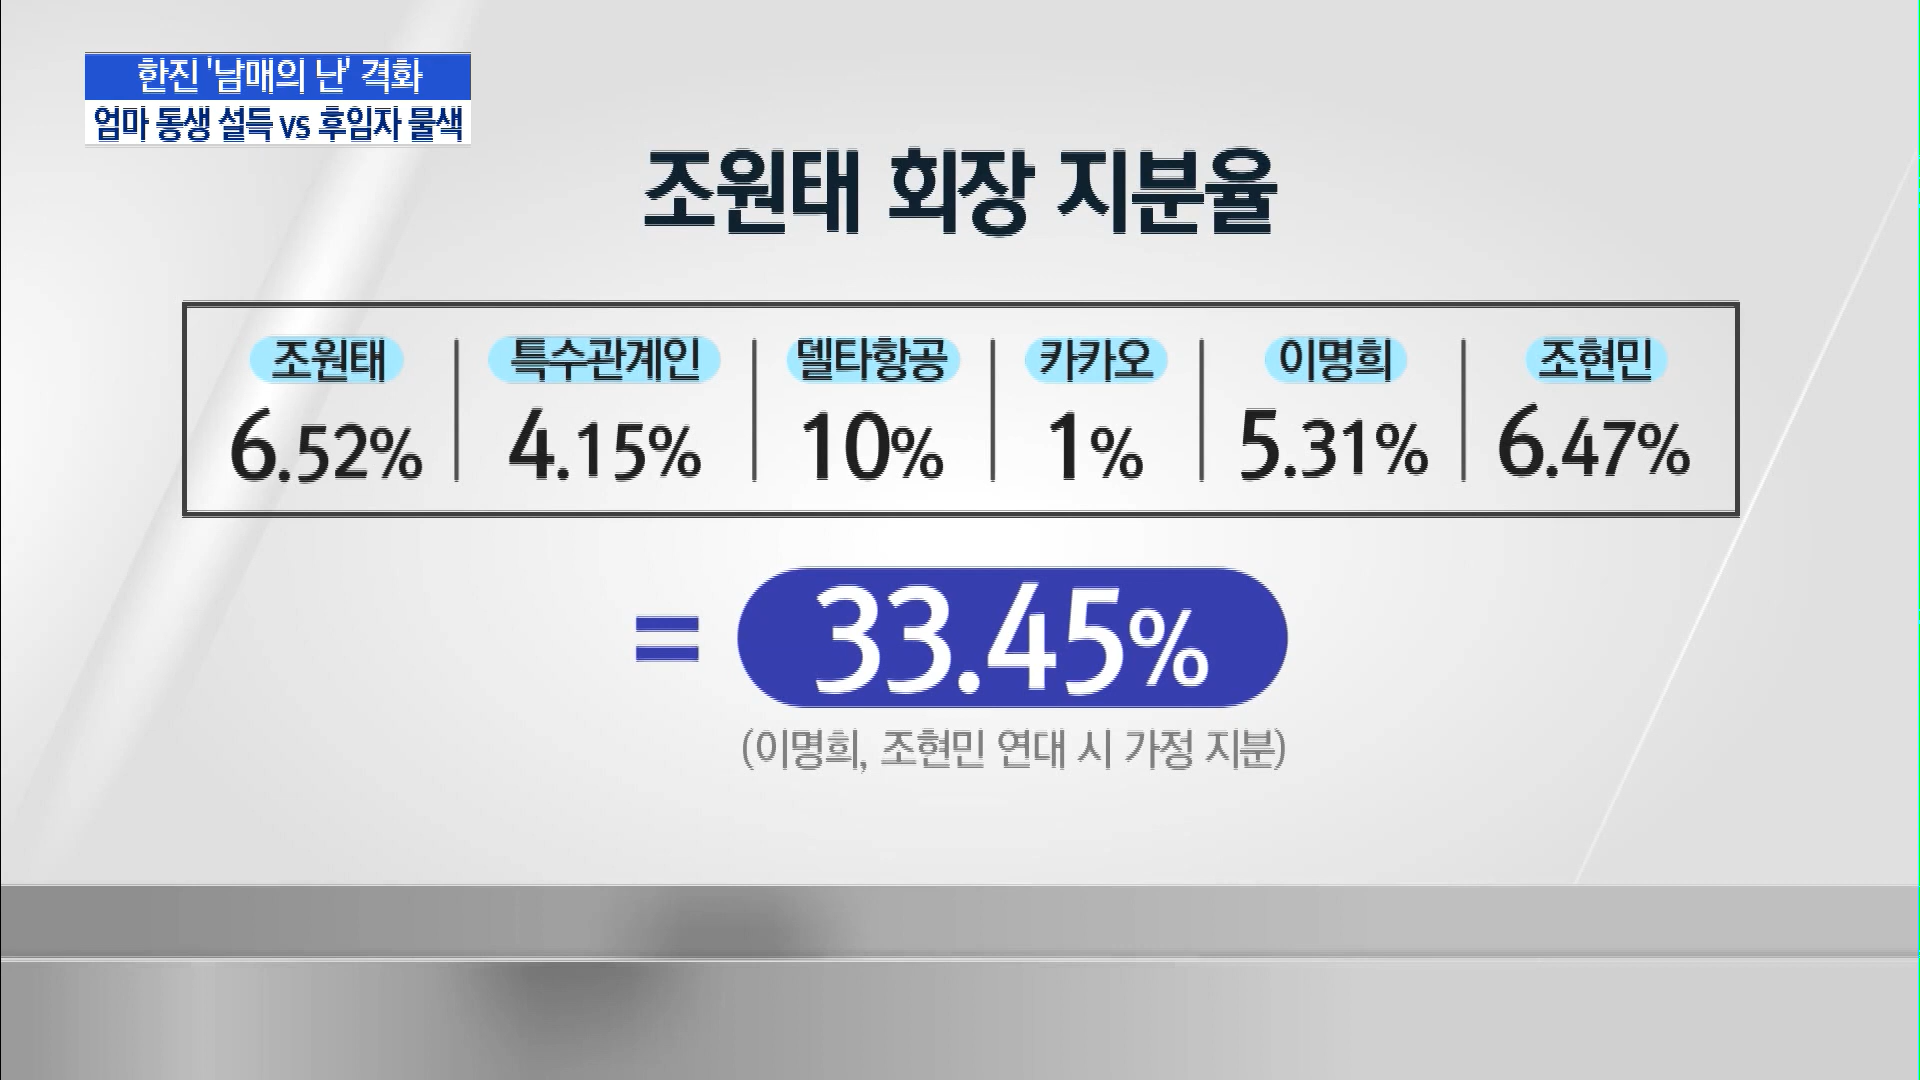 한진 '남매의 난' 격화
엄마 동생 설득 vs 후임자 물색
조원태 회장 지분율
조원태 특수관계인 델타항공 카카오 이명희 조현민
6.52% 4.15% 10% 1% 5.31% 6.47%
= 33.45%
(이명희, 조현민 연대 시 가정 지분)